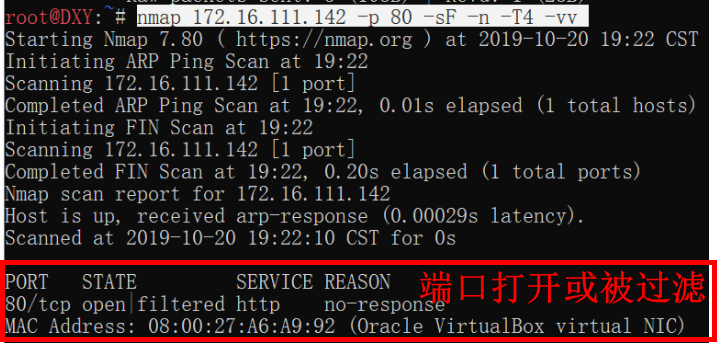 root@DXY:~# nmap 172.16.111.142 -p 80 -sF -n -T4 -vv
Starting Nmap 7.80 ( https://nmap.org ) at 2019-10-20 19:22 CST
Initiating ARP Ping Scan at 19:22
Scanning 172.16.111.142 [1 port]
Completed ARP Ping Scan at 19:22, 0.01s elapsed (1 total hosts)
Initiating FIN Scan at 19:22
Scanning 172.16.111.142 [1 port]
Completed FIN Scan at 19:22, 0.20s elapsed (1 total ports)
Nmap scan report for 172.16.111.142
Host is up, received arp-response (0.00029s latency).
Scanned at 2019-10-20 19:22:10 CST for 0s
PORT STATE SERVICE REASON
端口打开或被过滤
80/tcp open|filtered http no-response
MAC Address: 08:00:27:A6:A9:92 (Oracle VirtualBox virtual NIC)